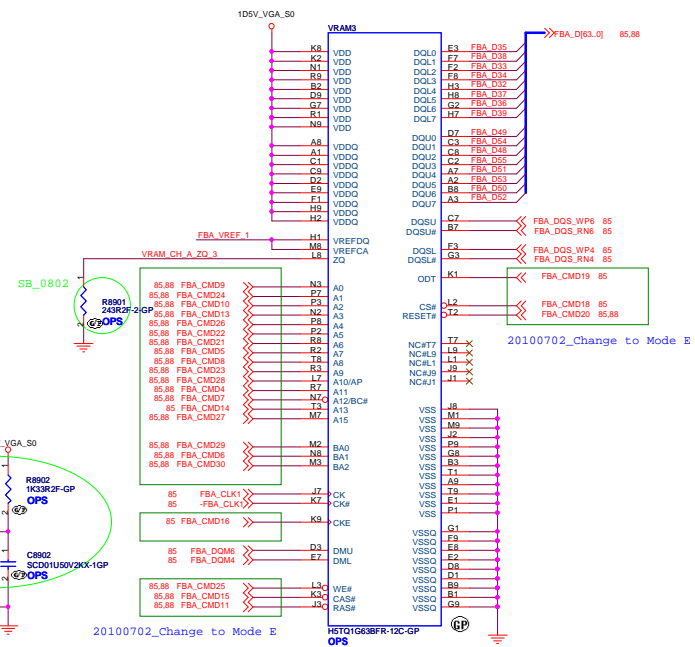 1D5V_VGA_S0
VRAM3
FBA_D[63..0] 85,88
K8 VDD DQL0 E3 FBA_D35
K2 VDD DQL1 F7 FBA_D38
N1 VDD DQL2 F2 FBA_D33
R9 VDD DQL3 F8 FBA_D34
B2 VDD DQL4 H3 FBA_D32
D9 VDD DQL5 H8 FBA_D37
G7 VDD DQL6 G2 FBA_D36
R1 VDD DQL7 H7 FBA_D39
N9 VDD
A8 VDDQ DQU0 D7 FBA_D49
A1 VDDQ DQU1 C3 FBA_D54
C1 VDDQ DQU2 C8 FBA_D48
C9 VDDQ DQU3 C2 FBA_D55
D2 VDDQ DQU4 A7 FBA_D51
E9 VDDQ DQU5 A2 FBA_D53
F1 VDDQ DQU6 B8 FBA_D50
H9 VDDQ DQU7 A3 FBA_D52
H2 VDDQ
DQSU C7 FBA_DQS_WP6 85
DQSU# B7 FBA_DQS_RN6 85
FBA_VREF_1 H1 VREFDQ
M8 VREFCA DQSL F3 FBA_DQS_WP4 85
VRAM_CH_A_ZQ_3 L8 ZQ DQSL# G3 FBA_DQS_RN4 85
ODT K1 FBA_CMD19 85
SB_0802
1
R8901
243R2F-2-GP
OPS
2
85,88 FBA_CMD9 N3 A0
85,88 FBA_CMD24 P7 A1
85,88 FBA_CMD10 P3 A2 CS# L2 FBA_CMD18 85
85,88 FBA_CMD13 N2 A3 RESET# T2 FBA_CMD20 85,88
85,88 FBA_CMD26 P8 A4
85,88 FBA_CMD22 P2 A5
85,88 FBA_CMD21 R8 A6 NC#T7 T7
85,88 FBA_CMD5 R2 A7 NC#L9 L9
85,88 FBA_CMD8 T8 A8 NC#L1 L1
85,88 FBA_CMD23 R3 A9 NC#J9 J9
85,88 FBA_CMD28 L7 A10/AP NC#J1 J1
85,88 FBA_CMD4 R7 A11
85,88 FBA_CMD7 N7 A12/BC#
85 FBA_CMD14 T3 A13
85,88 FBA_CMD27 M7 A15
20100702_Change to Mode E
VSS J8
VSS M1
VSS M9
VSS J2
VSS P9
VSS G8
VSS B3
VSS T1
VSS A9
VSS T9
VSS E1
VSS P1
85,88 FBA_CMD29 M2 BA0
85,88 FBA_CMD6 N8 BA1
85,88 FBA_CMD30 M3 BA2
85 FBA_CLK1 J7 CK
85 -FBA_CLK1 K7 CK#
85 FBA_CMD16 K9 CKE
VSSQ G1
VSSQ F9
VSSQ E8
VSSQ E2
VSSQ D8
VSSQ D1
VSSQ B9
VSSQ B1
VSSQ G9
85 FBA_DQM6 D3 DMU
85 FBA_DQM4 E7 DML
85,88 FBA_CMD25 L3 WE#
85,88 FBA_CMD15 K3 CAS#
85,88 FBA_CMD11 J3 RAS#
_VGA_S0
1
R8902
1K33R2F-GP
OPS
2
1
C8902
SCD01U50V2KX-1GP
OPS
2
20100702_Change to Mode E
H5TQ1G63BFR-12C-GP
OPS
GP